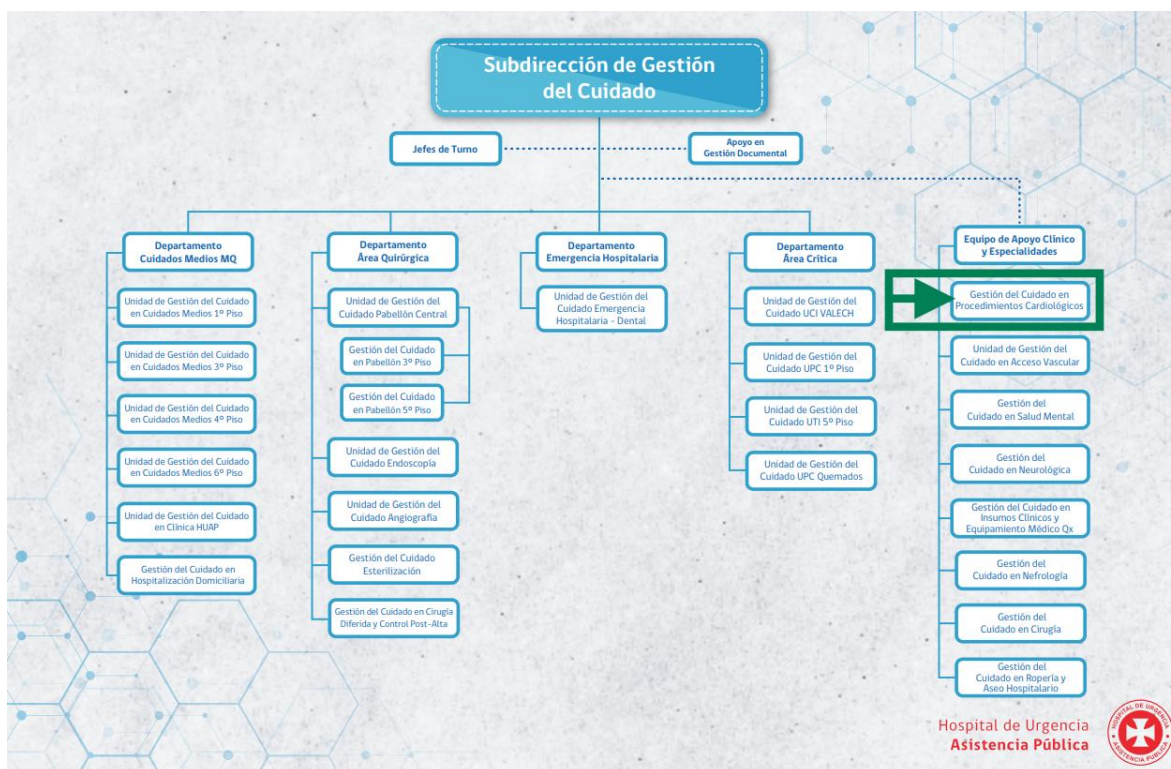 Subdirección de Gestión
del Cuidado
Jefes de Turno
Apoyo en
Gestión Documental
Departamento
Cuidados Medios MQ
Unidad de Gestión del Cuidado
en Cuidados Medios 1º Piso
Unidad de Gestión del Cuidado
en Cuidados Medios 3º Piso
Unidad de Gestión del Cuidado
en Cuidados Medios 4º Piso
Unidad de Gestión del Cuidado
en Cuidados Medios 6º Piso
Unidad de Gestión del Cuidado
en Clínica HUAP
Gestión del Cuidado en
Hospitalización Domiciliaria
Departamento
Área Quirúrgica
Unidad de Gestión del
Cuidado Pabellón Central
Gestión del Cuidado
en Pabellón 3º Piso
Gestión del Cuidado
en Pabellón 5º Piso
Unidad de Gestión del
Cuidado Endoscopía
Unidad de Gestión del
Cuidado Angiografía
Gestión del Cuidado
Esterilización
Gestión del Cuidado en Cirugía
Diferida y Control Post-Alta
Departamento
Emergencia Hospitalaria
Unidad de Gestión del
Cuidado Emergencia
Hospitalaria - Dental
Departamento
Área Crítica
Unidad de Gestión del
Cuidado UCI VALECH
Unidad de Gestión del
Cuidado UPC 1º Piso
Unidad de Gestión del
Cuidado UTI 5º Piso
Unidad de Gestión del
Cuidado UPC Quemados
Equipo de Apoyo Clínico
y Especialidades
Gestión del Cuidado en
Procedimientos Cardiológicos
Unidad de Gestión del
Cuidado en Acceso Vascular
Gestión del
Cuidado en Salud Mental
Gestión del
Cuidado en Neurológica
Gestión del Cuidado en
Insumos Clínicos y
Equipamiento Médico Qx
Gestión del
Cuidado en Nefrología
Gestión del
Cuidado en Cirugía
Gestión del
Cuidado en Ropería y
Aseo Hospitalario
Hospital de Urgencia
Asistencia Pública
HOSPITAL DE URGENCIA
ASISTENCIA PUBLICA